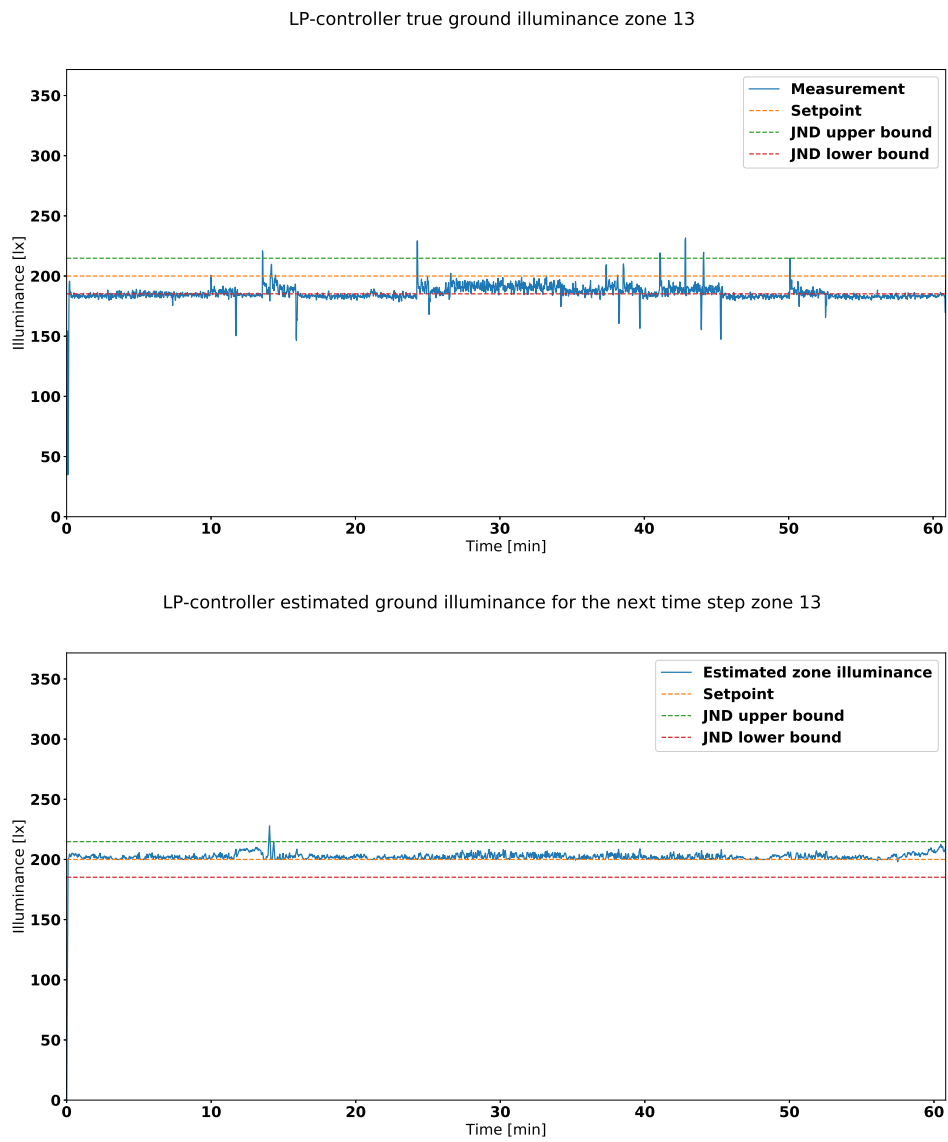 LP-controller true ground illuminance zone 13
350
300
250
200
150
100
50
0
Illuminance [lx]
Measurement
Setpoint
JND upper bound
JND lower bound
0 10 20 30 40 50 60
Time [min]
LP-controller estimated ground illuminance for the next time step zone 13
350
300
250
200
150
100
50
0
Illuminance [lx]
Estimated zone illuminance
Setpoint
JND upper bound
JND lower bound
0 10 20 30 40 50 60
Time [min]